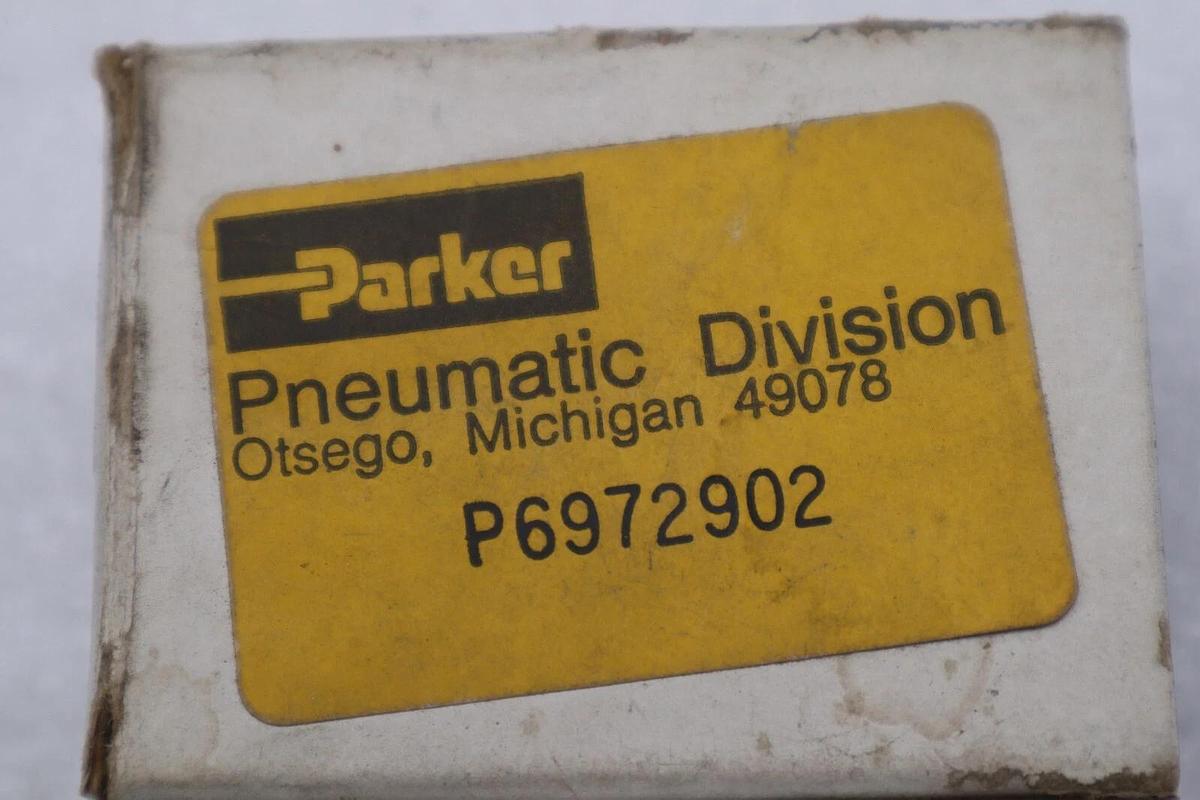 Parker
Pneumatic Division
Otsego, Michigan 49078
P6972902